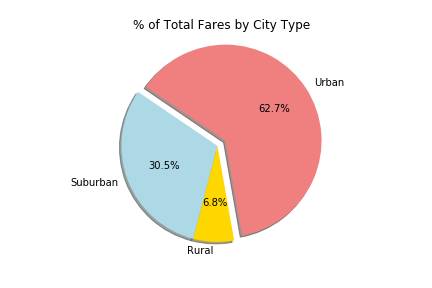 % of Total Fares by City Type
Urban
62.7%
30.5%
Suburban
6.8%
Rural